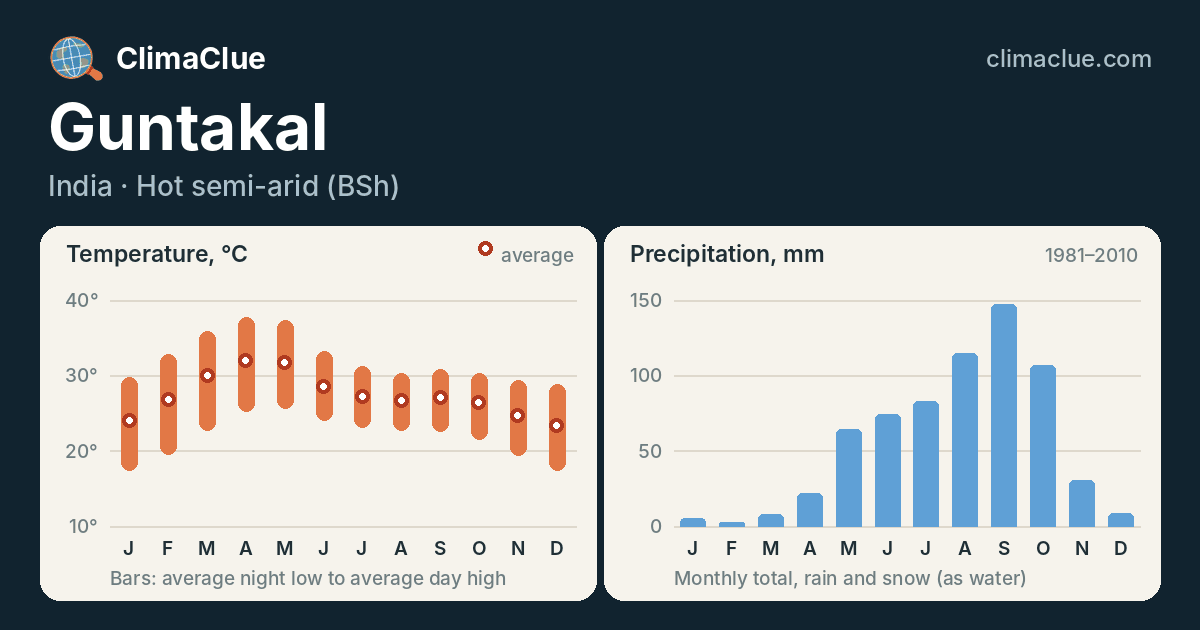 ClimaClue
climaclue.com
Guntakal
India · Hot semi-arid (BSh)
Temperature, °C
average
40°
30°
20°
10°
J F M A M J J A S O N D
Bars: average night low to average day high
Precipitation, mm
1981–2010
150
100
50
0
J F M A M J J A S O N D
Monthly total, rain and snow (as water)